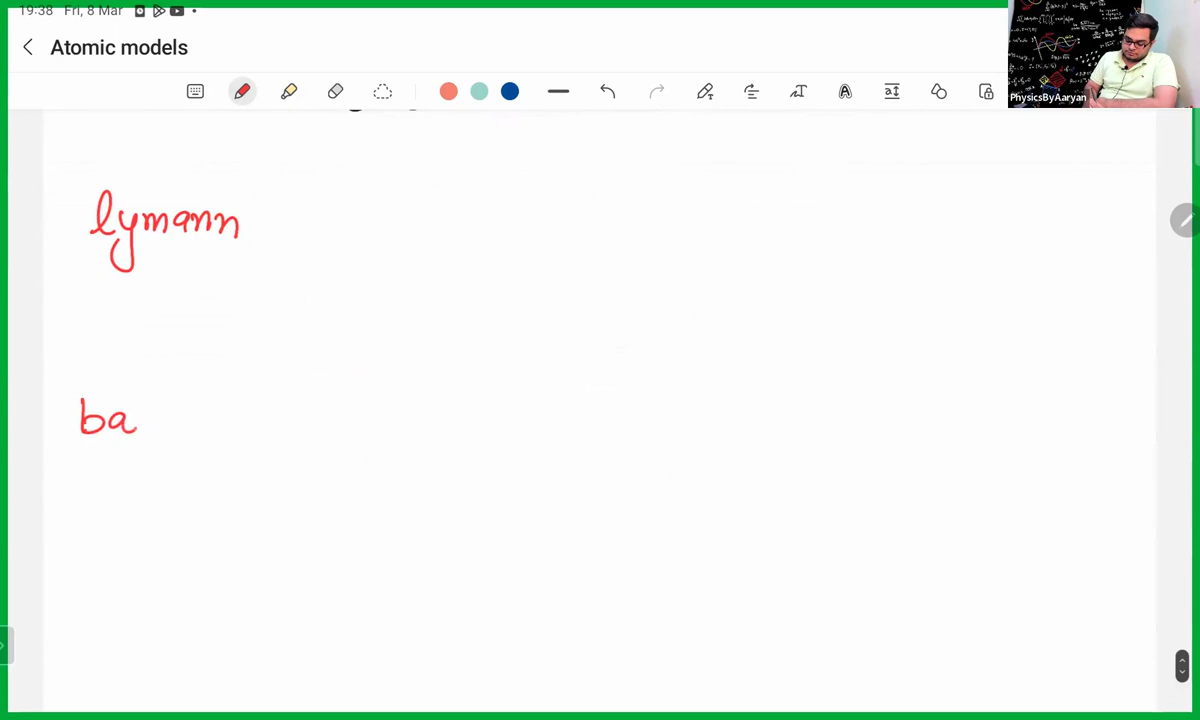 19:38 Fri, 8 Mar
Atomic models
PhysicsByAaryan
lymann
ba